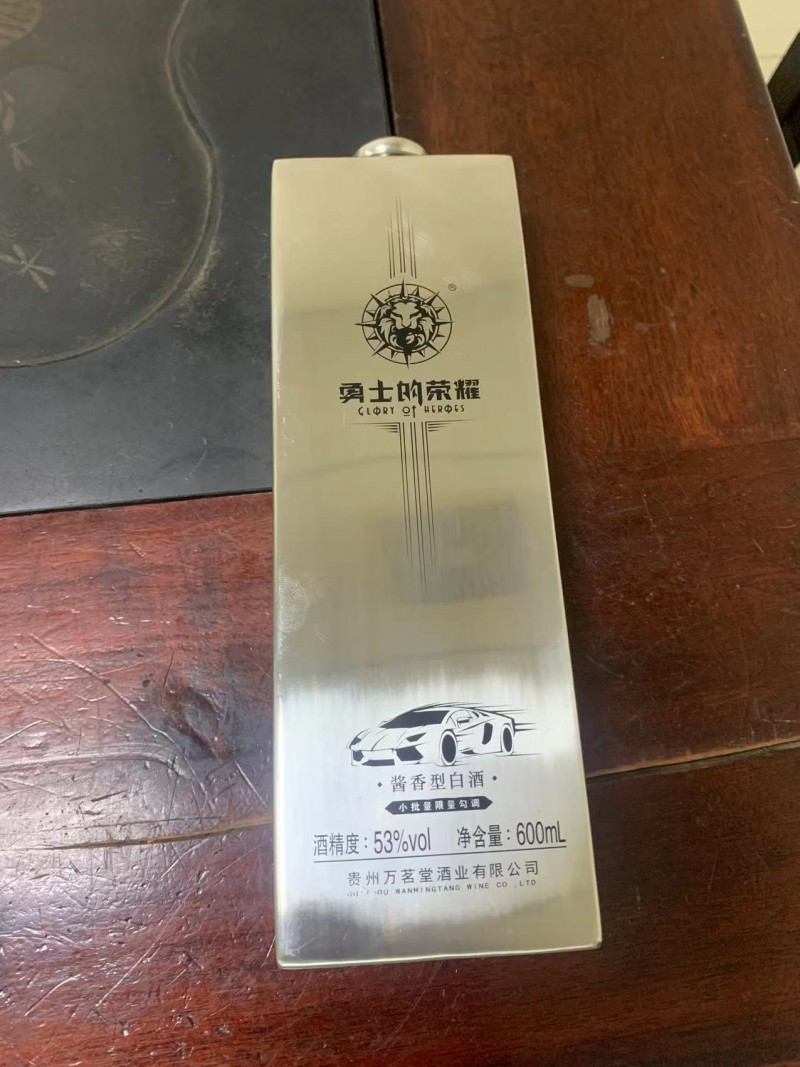 ®
勇士的荣耀
GLORY OF HEROES
·酱香型白酒·
小批量限量勾调
酒精度：53%vol 净含量：600mL
贵州万茗堂酒业有限公司
WANMINGTANG WINE CO .,LTD